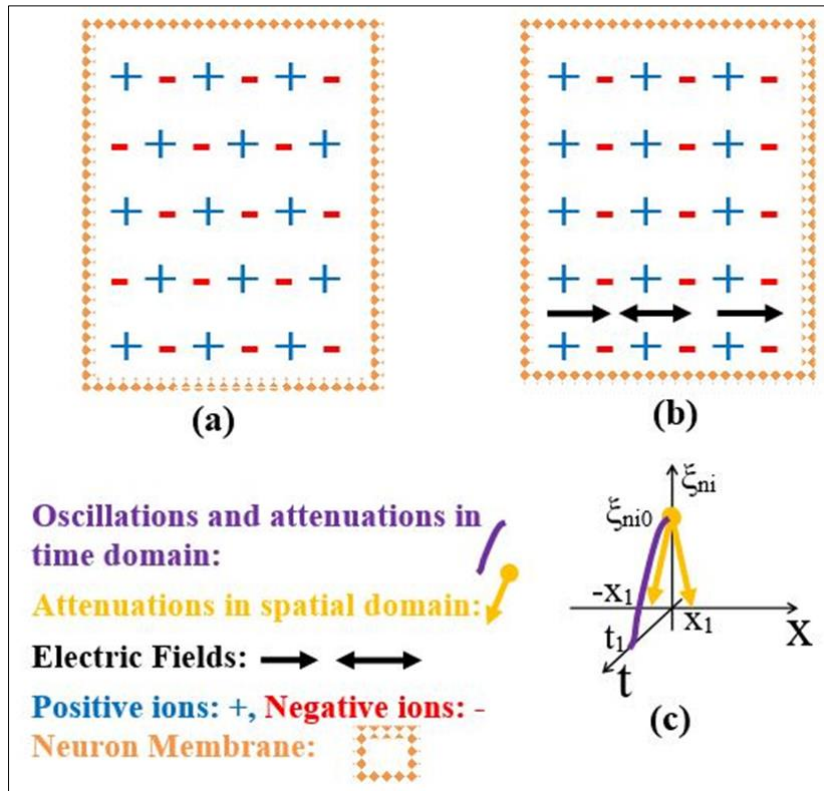 + - + - + -
- + - + - +
+ - + - + -
- + - + - +
+ - + - + -
(a)
+ - + - + -
+ - + - + -
+ - + - + -
+ - + - + -
+ - + - + -
(b)
Oscillations and attenuations in
time domain:
Attenuations in spatial domain:
Electric Fields:
Positive ions: +, Negative ions: -
Neuron Membrane:
ξni
ξni0
-x1
x1
X
t1
t
(c)